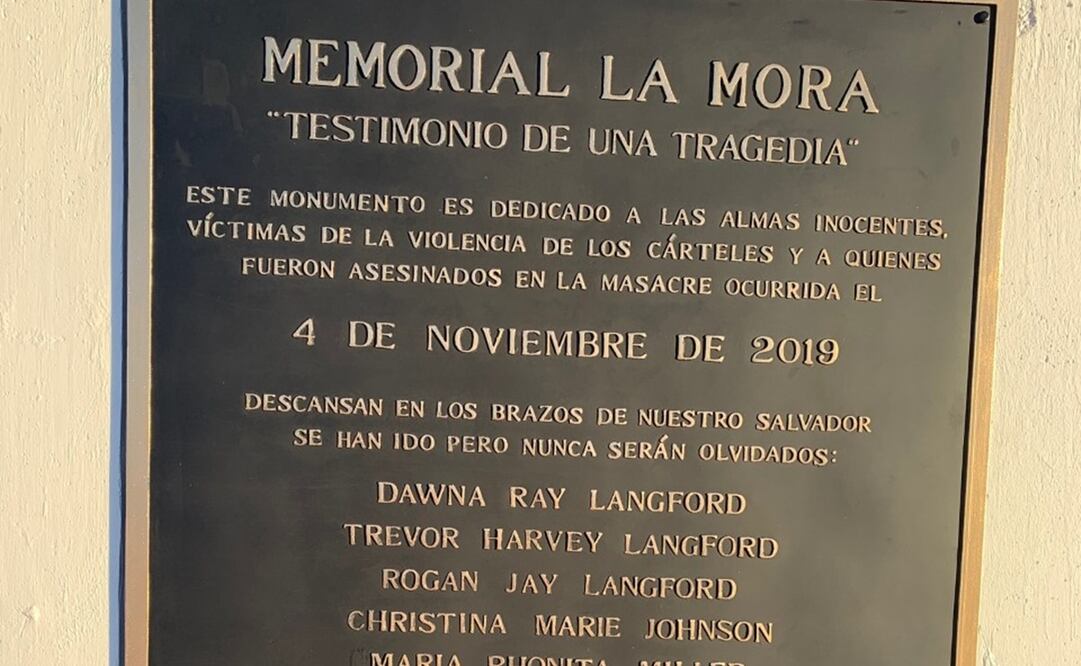 MEMORIAL LA MORA
"TESTIMONIO DE UNA TRAGEDIA"
ESTE MONUMENTO ES DEDICADO A LAS ALMAS INOCENTES,
VÍCTIMAS DE LA VIOLENCIA DE LOS CÁRTELES Y A QUIENES
FUERON ASESINADOS EN LA MASACRE OCURRIDA EL
4 DE NOVIEMBRE DE 2019
DESCANSAN EN LOS BRAZOS DE NUESTRO SALVADOR
SE HAN IDO PERO NUNCA SERÁN OLVIDADOS:
DAWNA RAY LANGFORD
TREVOR HARVEY LANGFORD
ROGAN JAY LANGFORD
CHRISTINA MARIE JOHNSON
MARIA RHONITA MILLER